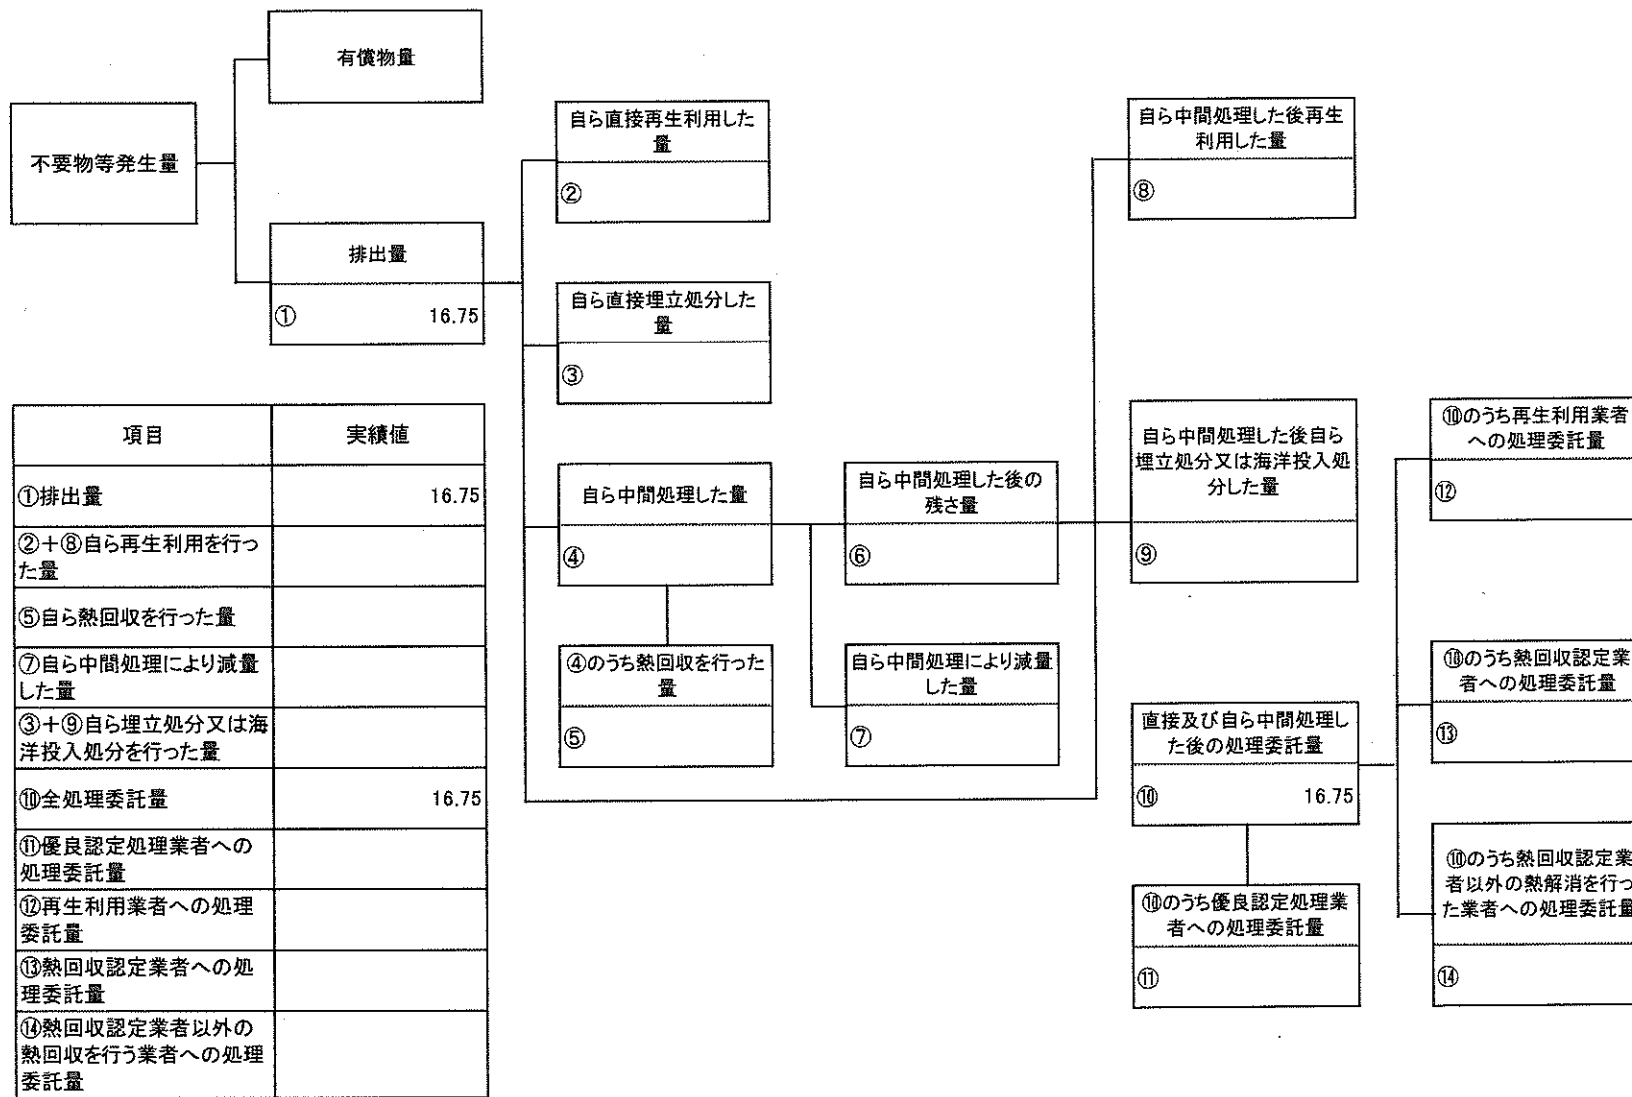 不要物等発生量
有償物量
排出量
① 16.75
自ら直接再生利用した
量
②
自ら直接埋立処分した
量
③
自ら中間処理した量
④
④のうち熱回収を行った
量
⑤
自ら中間処理した後の
残さ量
⑥
自ら中間処理により減量
した量
⑦
自ら中間処理した後再生
利用した量
⑧
自ら中間処理した後自ら
埋立処分又は海洋投入処
分した量
⑨
直接及び自ら中間処理し
た後の処理委託量
⑩ 16.75
⑩のうち優良認定処理業
者への処理委託量
⑪
⑩のうち再生利用業者
への処理委託量
⑫
⑩のうち熱回収認定業
者への処理委託量
⑬
⑩のうち熱回収認定業
者以外の熱解消を行っ
た業者への処理委託量
⑭
項目 実績値
①排出量 16.75
②+⑧自ら再生利用を行っ
た量
⑤自ら熱回収を行った量
⑦自ら中間処理により減量
した量
③+⑨自ら埋立処分又は海
洋投入処分を行った量
⑩全処理委託量 16.75
⑪優良認定処理業者への
処理委託量
⑫再生利用業者への処理
委託量
⑬熱回収認定業者への処
理委託量
⑭熱回収認定業者以外の
熱回収を行う業者への処理
委託量